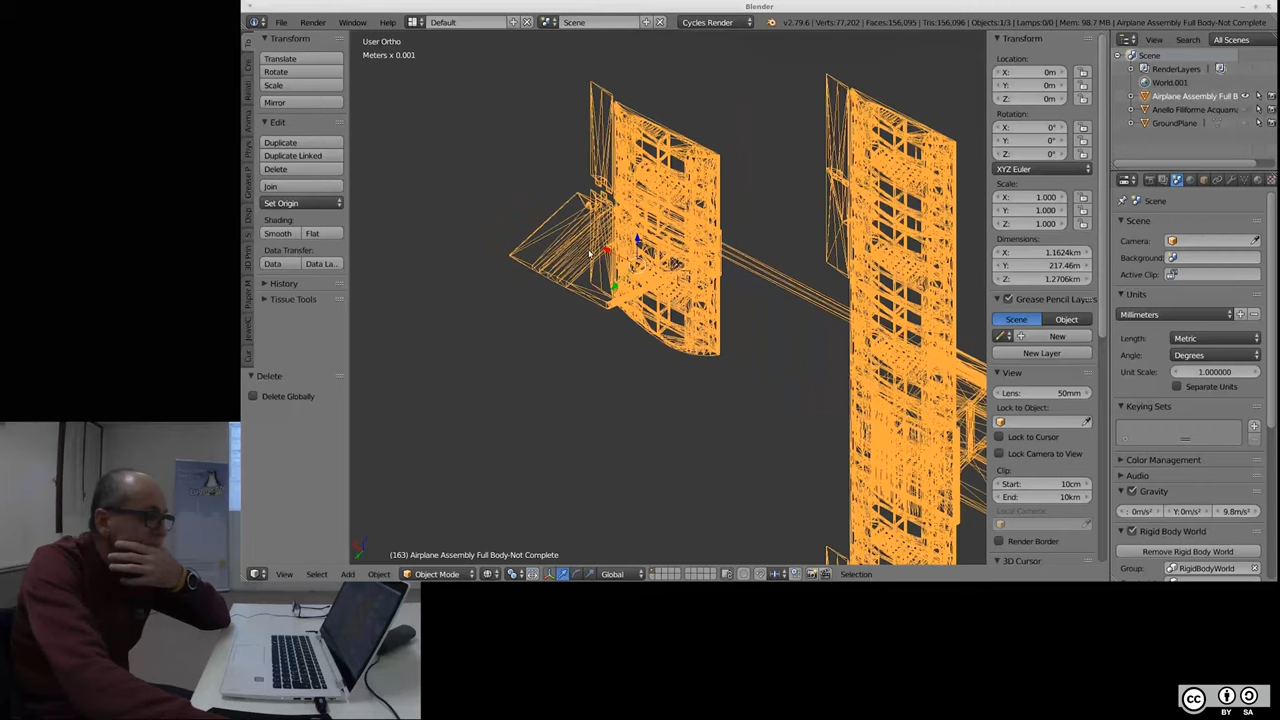 Blender
File Render Window Help Default Scene Cycles Render v2.79.6 | Verts:77,202 | Faces:156,095 | Tris:156,096 | Objects:1/3 | Lamps:0/0 | Mem: 98.7 MB | Airplane Assembly Full Body-Not Complete
Transform
Translate
Rotate
Scale
Mirror
Edit
Duplicate
Duplicate Linked
Delete
Join
Set Origin
Shading:
Smooth Flat
Data Transfer:
Data Data La..
History
Tissue Tools
Delete
Delete Globally
User Ortho
Meters x 0.001
(163) Airplane Assembly Full Body-Not Complete
View Select Add Object Object Mode Global Selection
Transform
Location:
X: 0m
Y: 0m
Z: 0m
Rotation:
X: 0°
Y: 0°
Z: 0°
XYZ Euler
Scale:
X: 1.000
Y: 1.000
Z: 1.000
Dimensions:
X: 1.1624km
Y: 217.46m
Z: 1.2706km
Grease Pencil Layers
Scene Object
New
New Layer
View
Lens: 50mm
Lock to Object:
Lock to Cursor
Lock Camera to View
Clip:
Start: 10cm
End: 10km
Local Camera:
Render Border
3D Cursor
View Search All Scenes
Scene
RenderLayers
World.001
Airplane Assembly Full B
Anello Filiforme Acquam
GroundPlane
Scene
Scene
Camera:
Background:
Active Clip:
Units
Millimeters
Length: Metric
Angle: Degrees
Unit Scale: 1.000000
Separate Units
Keying Sets
Color Management
Audio
Gravity
: 0m/s² Y: 0m/s² 9.8m/s²
Rigid Body World
Remove Rigid Body World
Group: RigidBodyWorld
CC BY SA